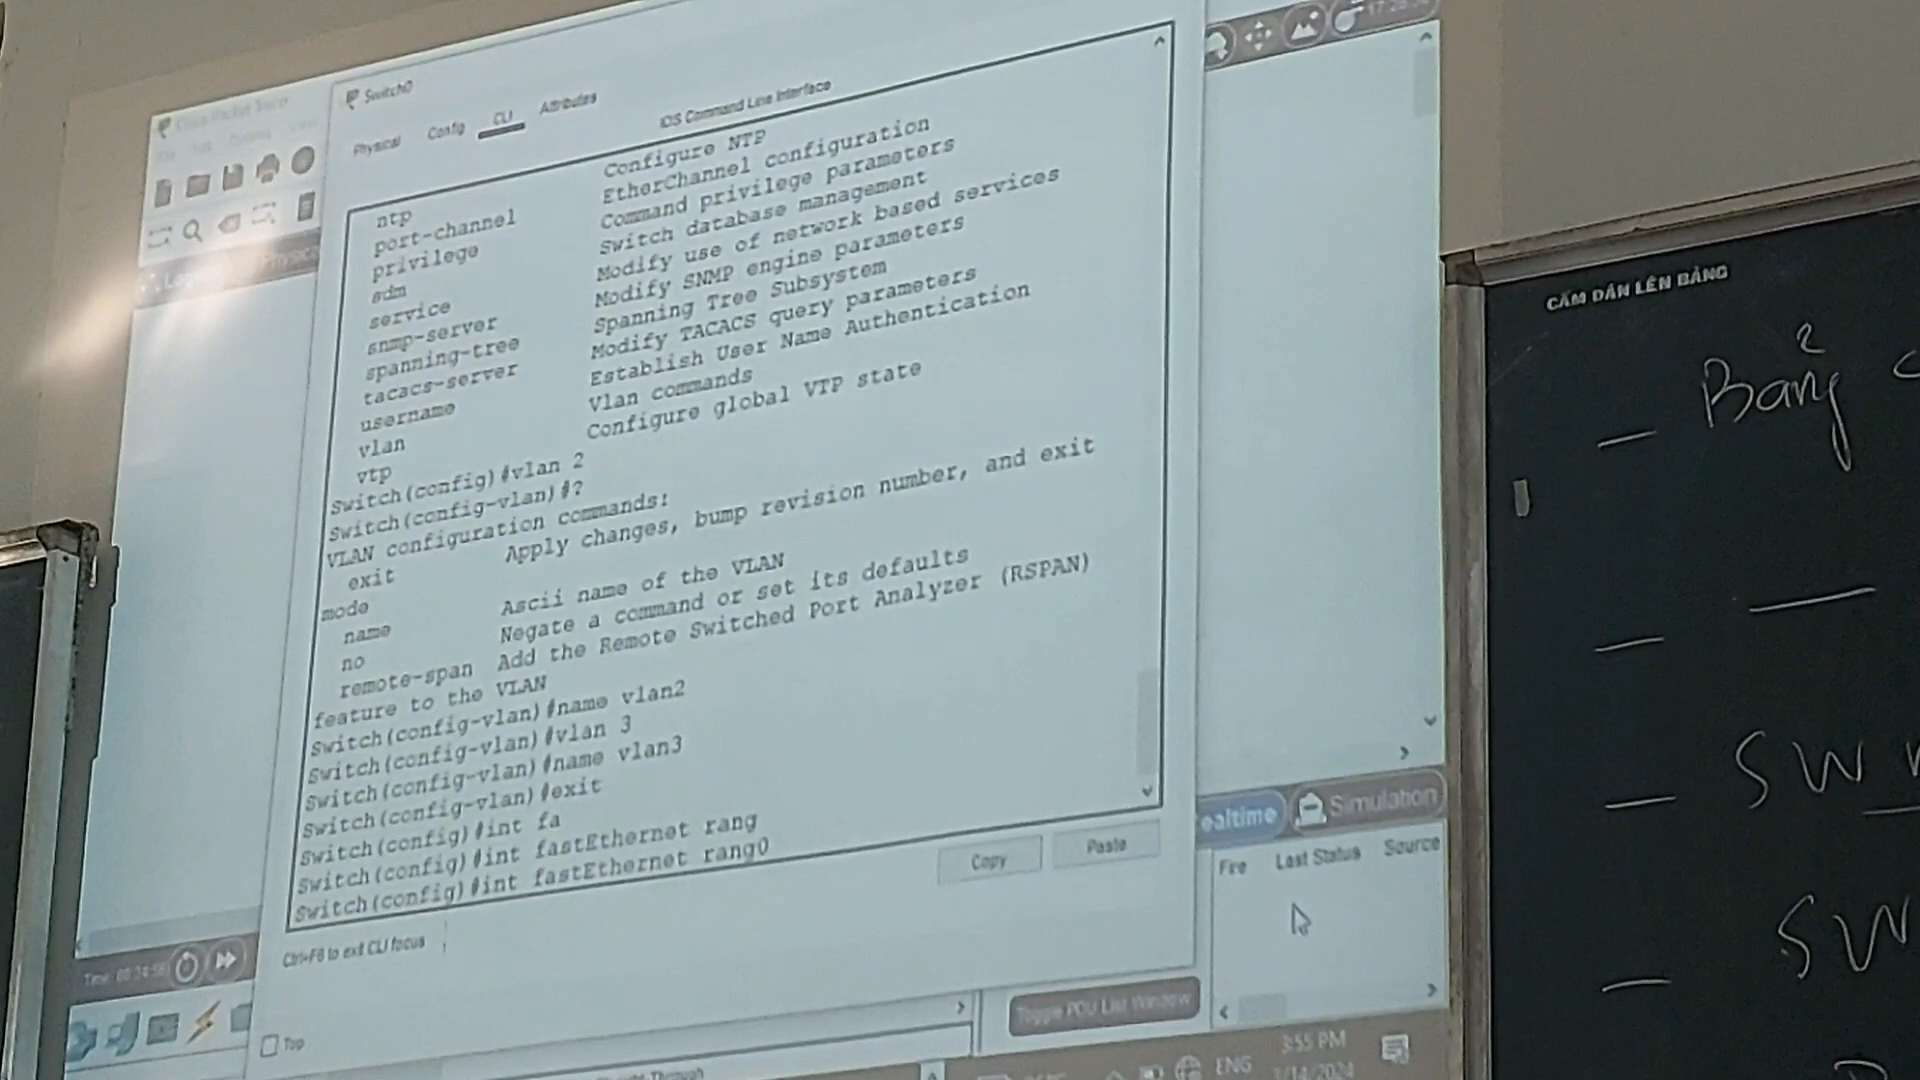 Switch0
Physical Config CLI Attributes
IOS Command Line Interface
ntp Configure NTP
port-channel EtherChannel configuration
privilege Command privilege parameters
sdm Switch database management
service Modify use of network based services
snmp-server Modify SNMP engine parameters
spanning-tree Spanning Tree Subsystem
tacacs-server Modify TACACS query parameters
username Establish User Name Authentication
vlan Vlan commands
vtp Configure global VTP state
Switch(config)#vlan 2
Switch(config-vlan)#?
VLAN configuration commands:
exit Apply changes, bump revision number, and exit
mode
name Ascii name of the VLAN
no Negate a command or set its defaults
remote-span Add the Remote Switched Port Analyzer (RSPAN)
feature to the VLAN
Switch(config-vlan)#name vlan2
Switch(config-vlan)#vlan 3
Switch(config-vlan)#name vlan3
Switch(config-vlan)#exit
Switch(config)#int fa
Switch(config)#int fastEthernet rang
Switch(config)#int fastEthernet rang0
Ctrl+F6 to exit CLI focus
Copy Paste
Top
ealtime Simulation
Fire Last Status Source
Toggle PDU List Window
ENG
3:55 PM
3/14/2024
CẤM DÁN LÊN BẢNG
– Bảng
– SW
– SW